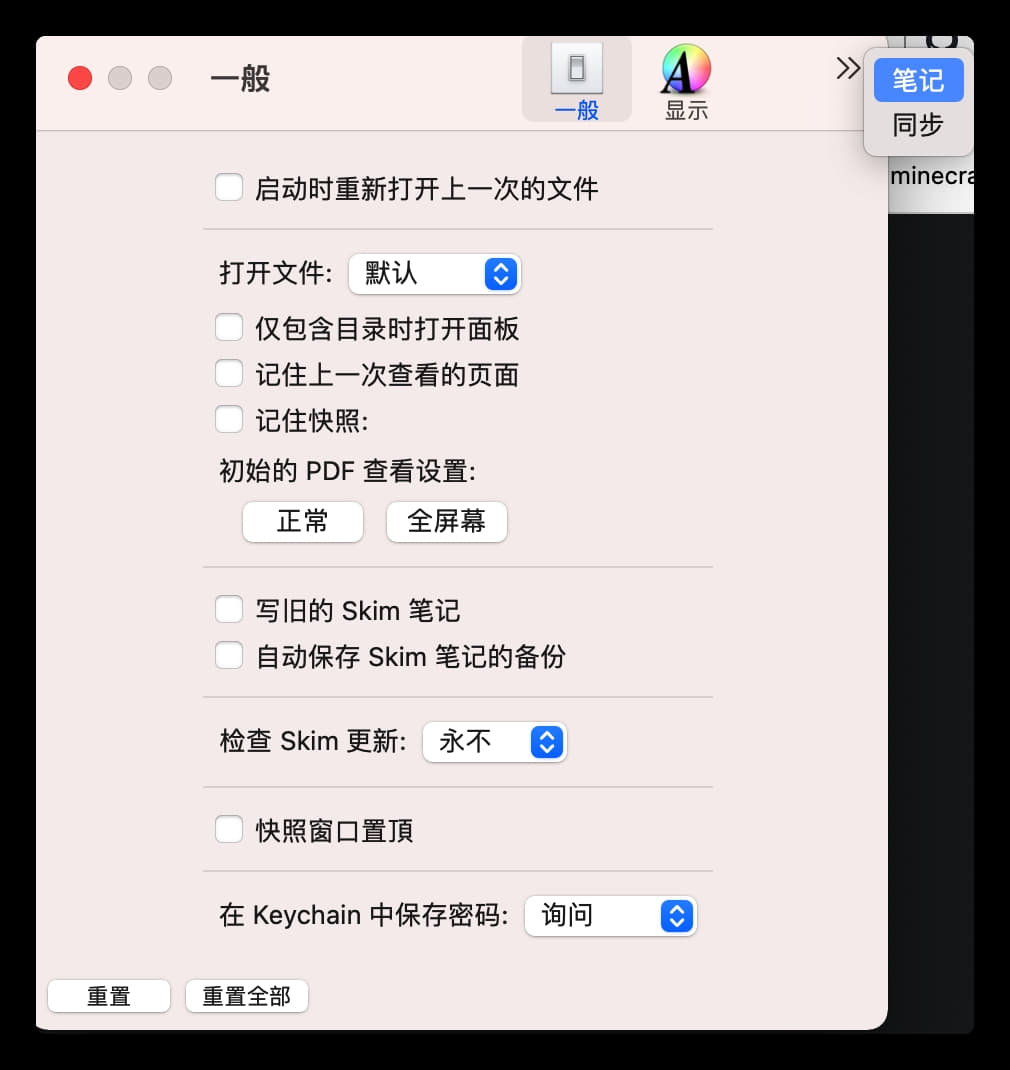 一般
一般
显示
笔记
同步
minecra
启动时重新打开上一次的文件
打开文件: 默认
仅包含目录时打开面板
记住上一次查看的页面
记住快照:
初始的 PDF 查看设置:
正常 全屏幕
写旧的 Skim 笔记
自动保存 Skim 笔记的备份
检查 Skim 更新: 永不
快照窗口置頂
在 Keychain 中保存密码: 询问
重置 重置全部